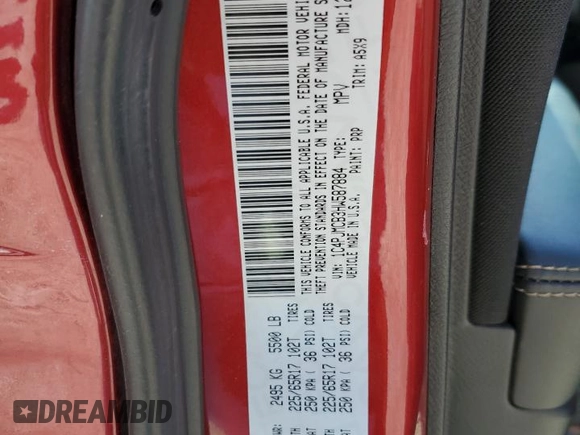 2495 KG 5500 LB
225/65R17 102T TIRES
250 KPA ( 36 PSI) COLD
225/65R17 102T TIRES
250 KPA ( 36 PSI) COLD
THIS VEHICLE CONFORMS TO ALL APPLICABLE U.S.A. FEDERAL MOTOR
THEFT PREVENTION STANDARDS IN EFFECT ON THE DATE OF MANUFACTURE
VIN: 1C4PJMCB3HW587884 TYPE: MPV MDH:
VEHICLE MADE IN U.S.A. PAINT: PRP TRIM: A5X9
DREAMBID